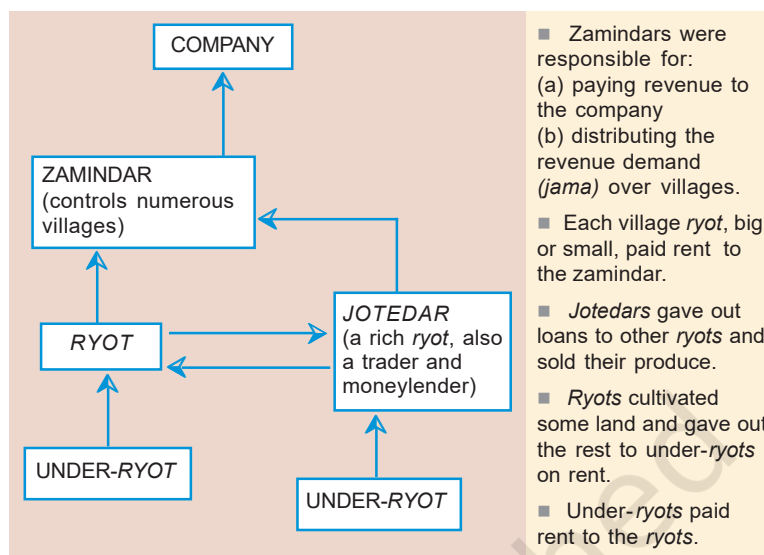 COMPANY
ZAMINDAR
(controls numerous
villages)
RYOT
JOTEDAR
(a rich ryot, also
a trader and
moneylender)
UNDER-RYOT
UNDER-RYOT
■ Zamindars were
responsible for:
(a) paying revenue to
the company
(b) distributing the
revenue demand
(jama) over villages.
■ Each village ryot, big
or small, paid rent to
the zamindar.
■ Jotedars gave out
loans to other ryots and
sold their produce.
■ Ryots cultivated
some land and gave out
the rest to under-ryots
on rent.
■ Under-ryots paid
rent to the ryots.